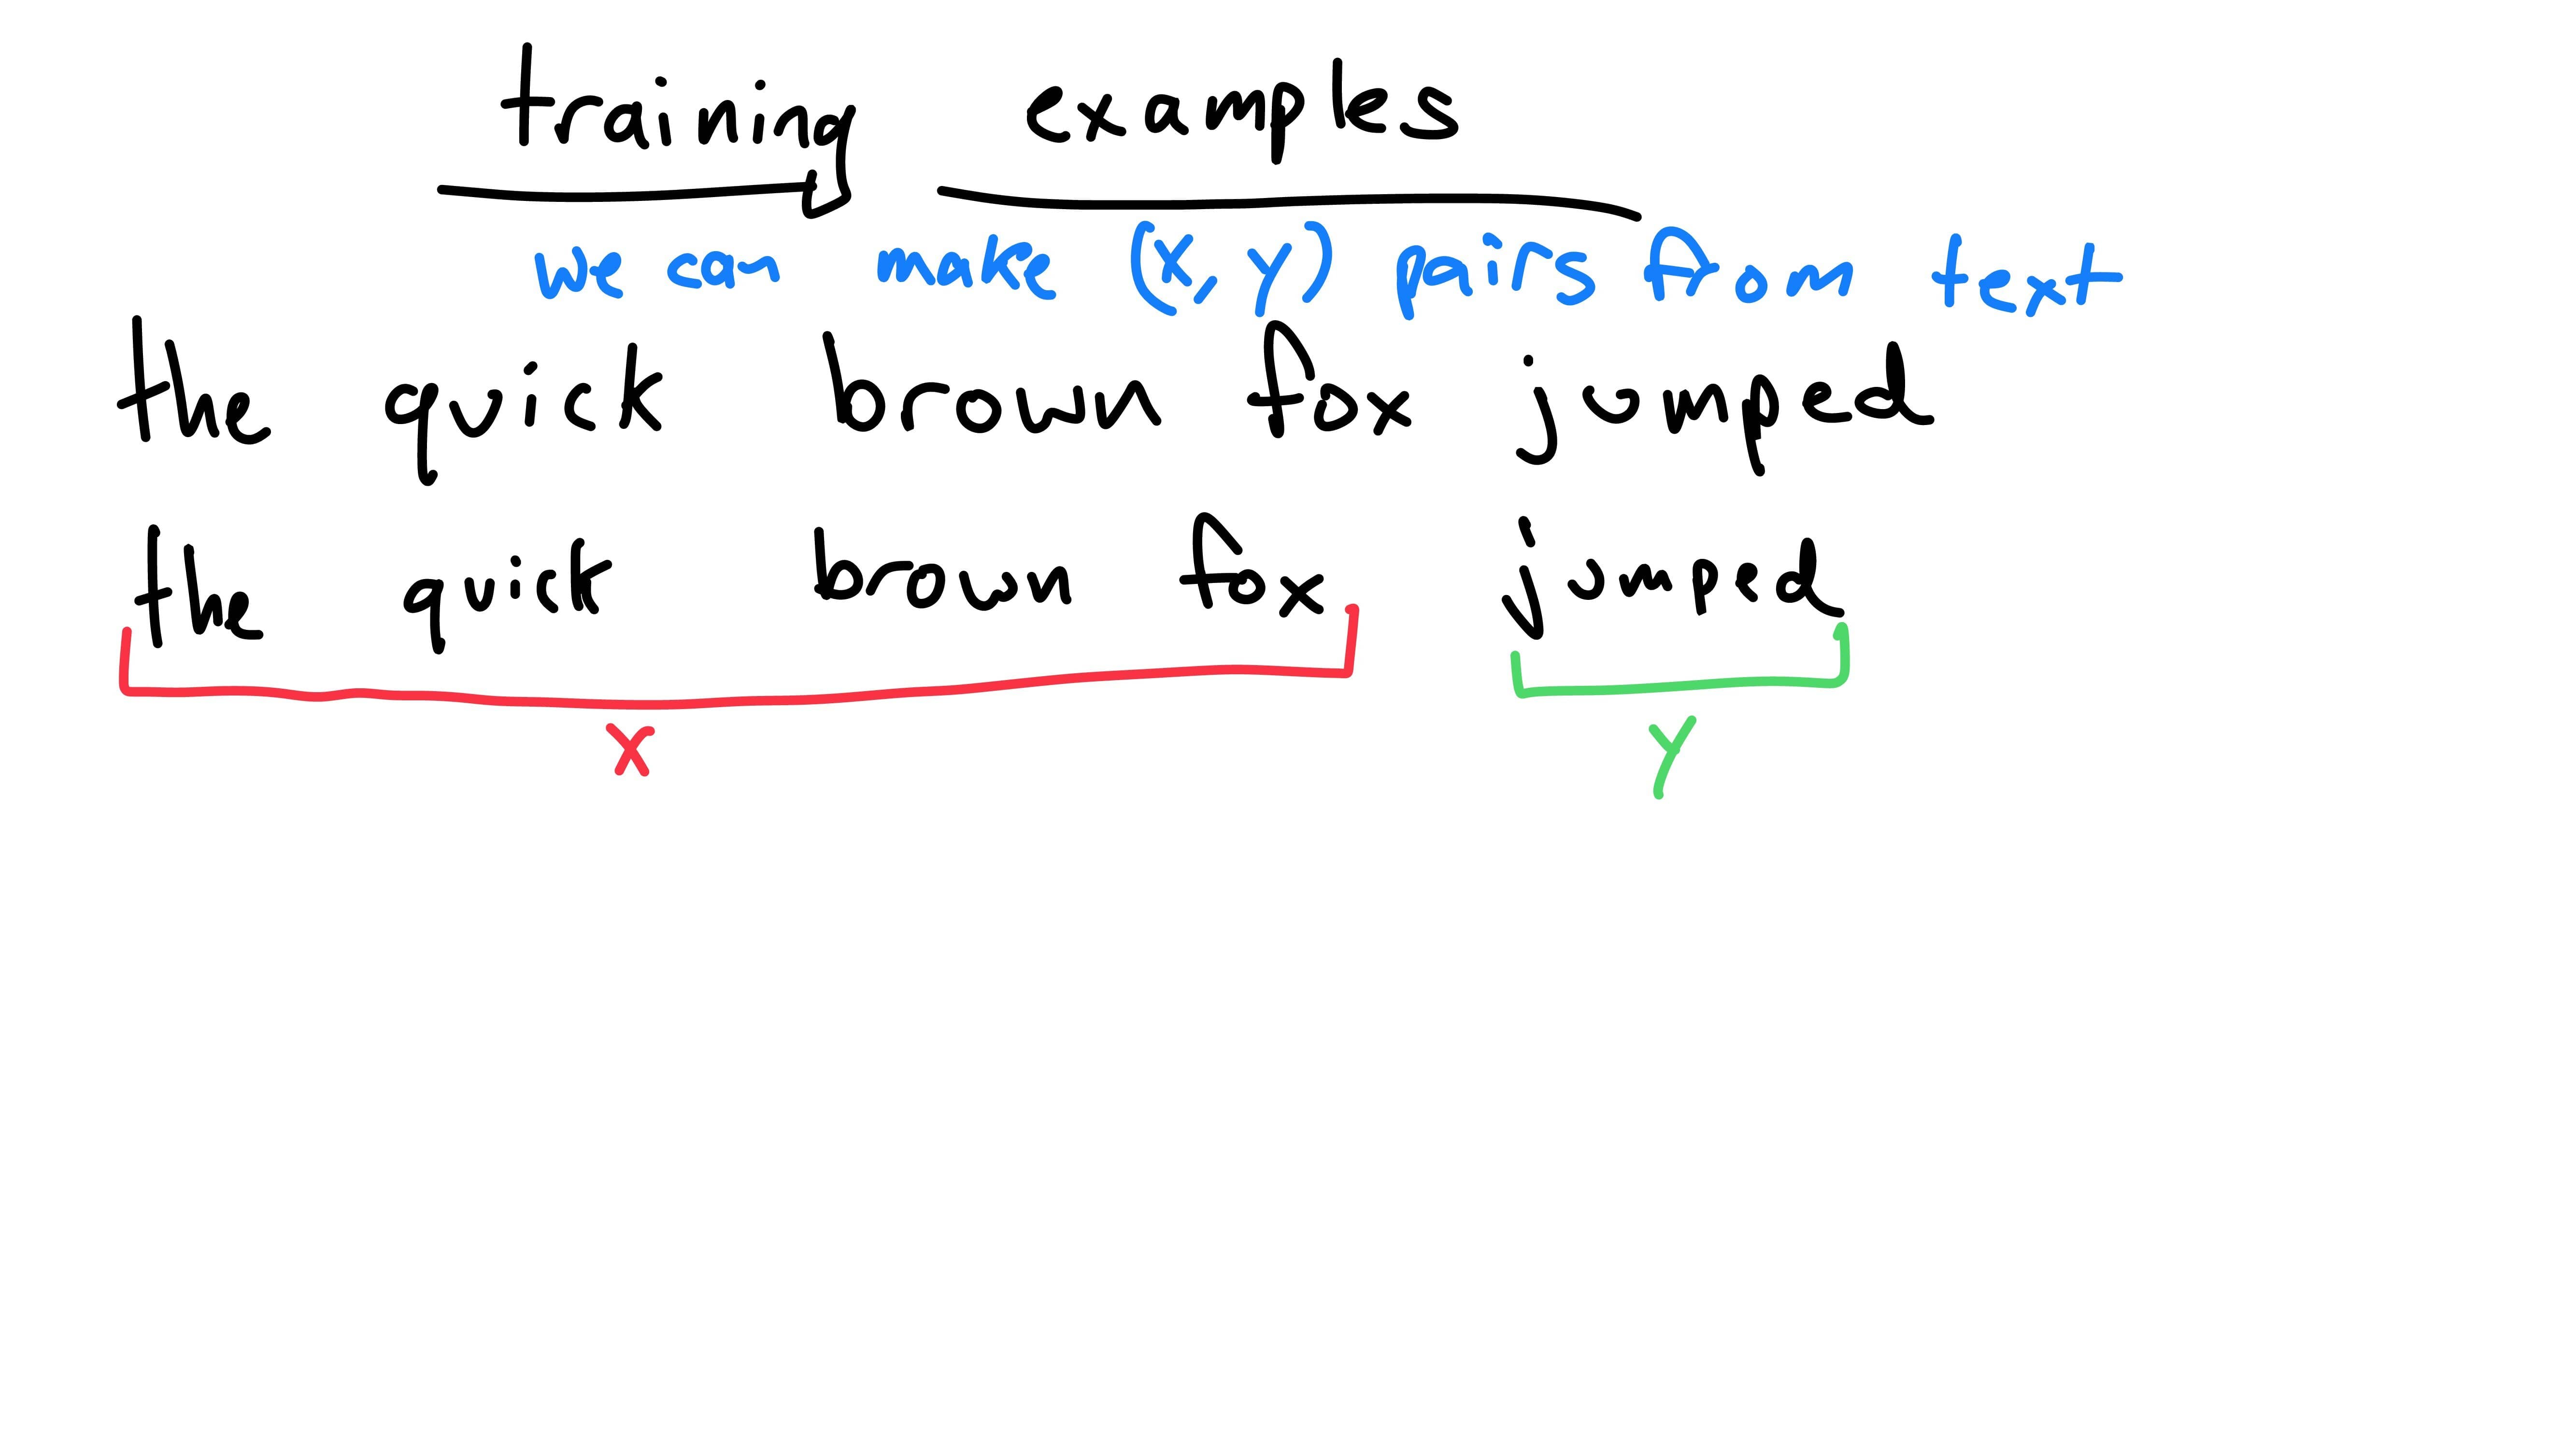 training examples
we can make (X, Y) pairs from text
the quick brown fox jumped
the quick brown fox jumped
X Y